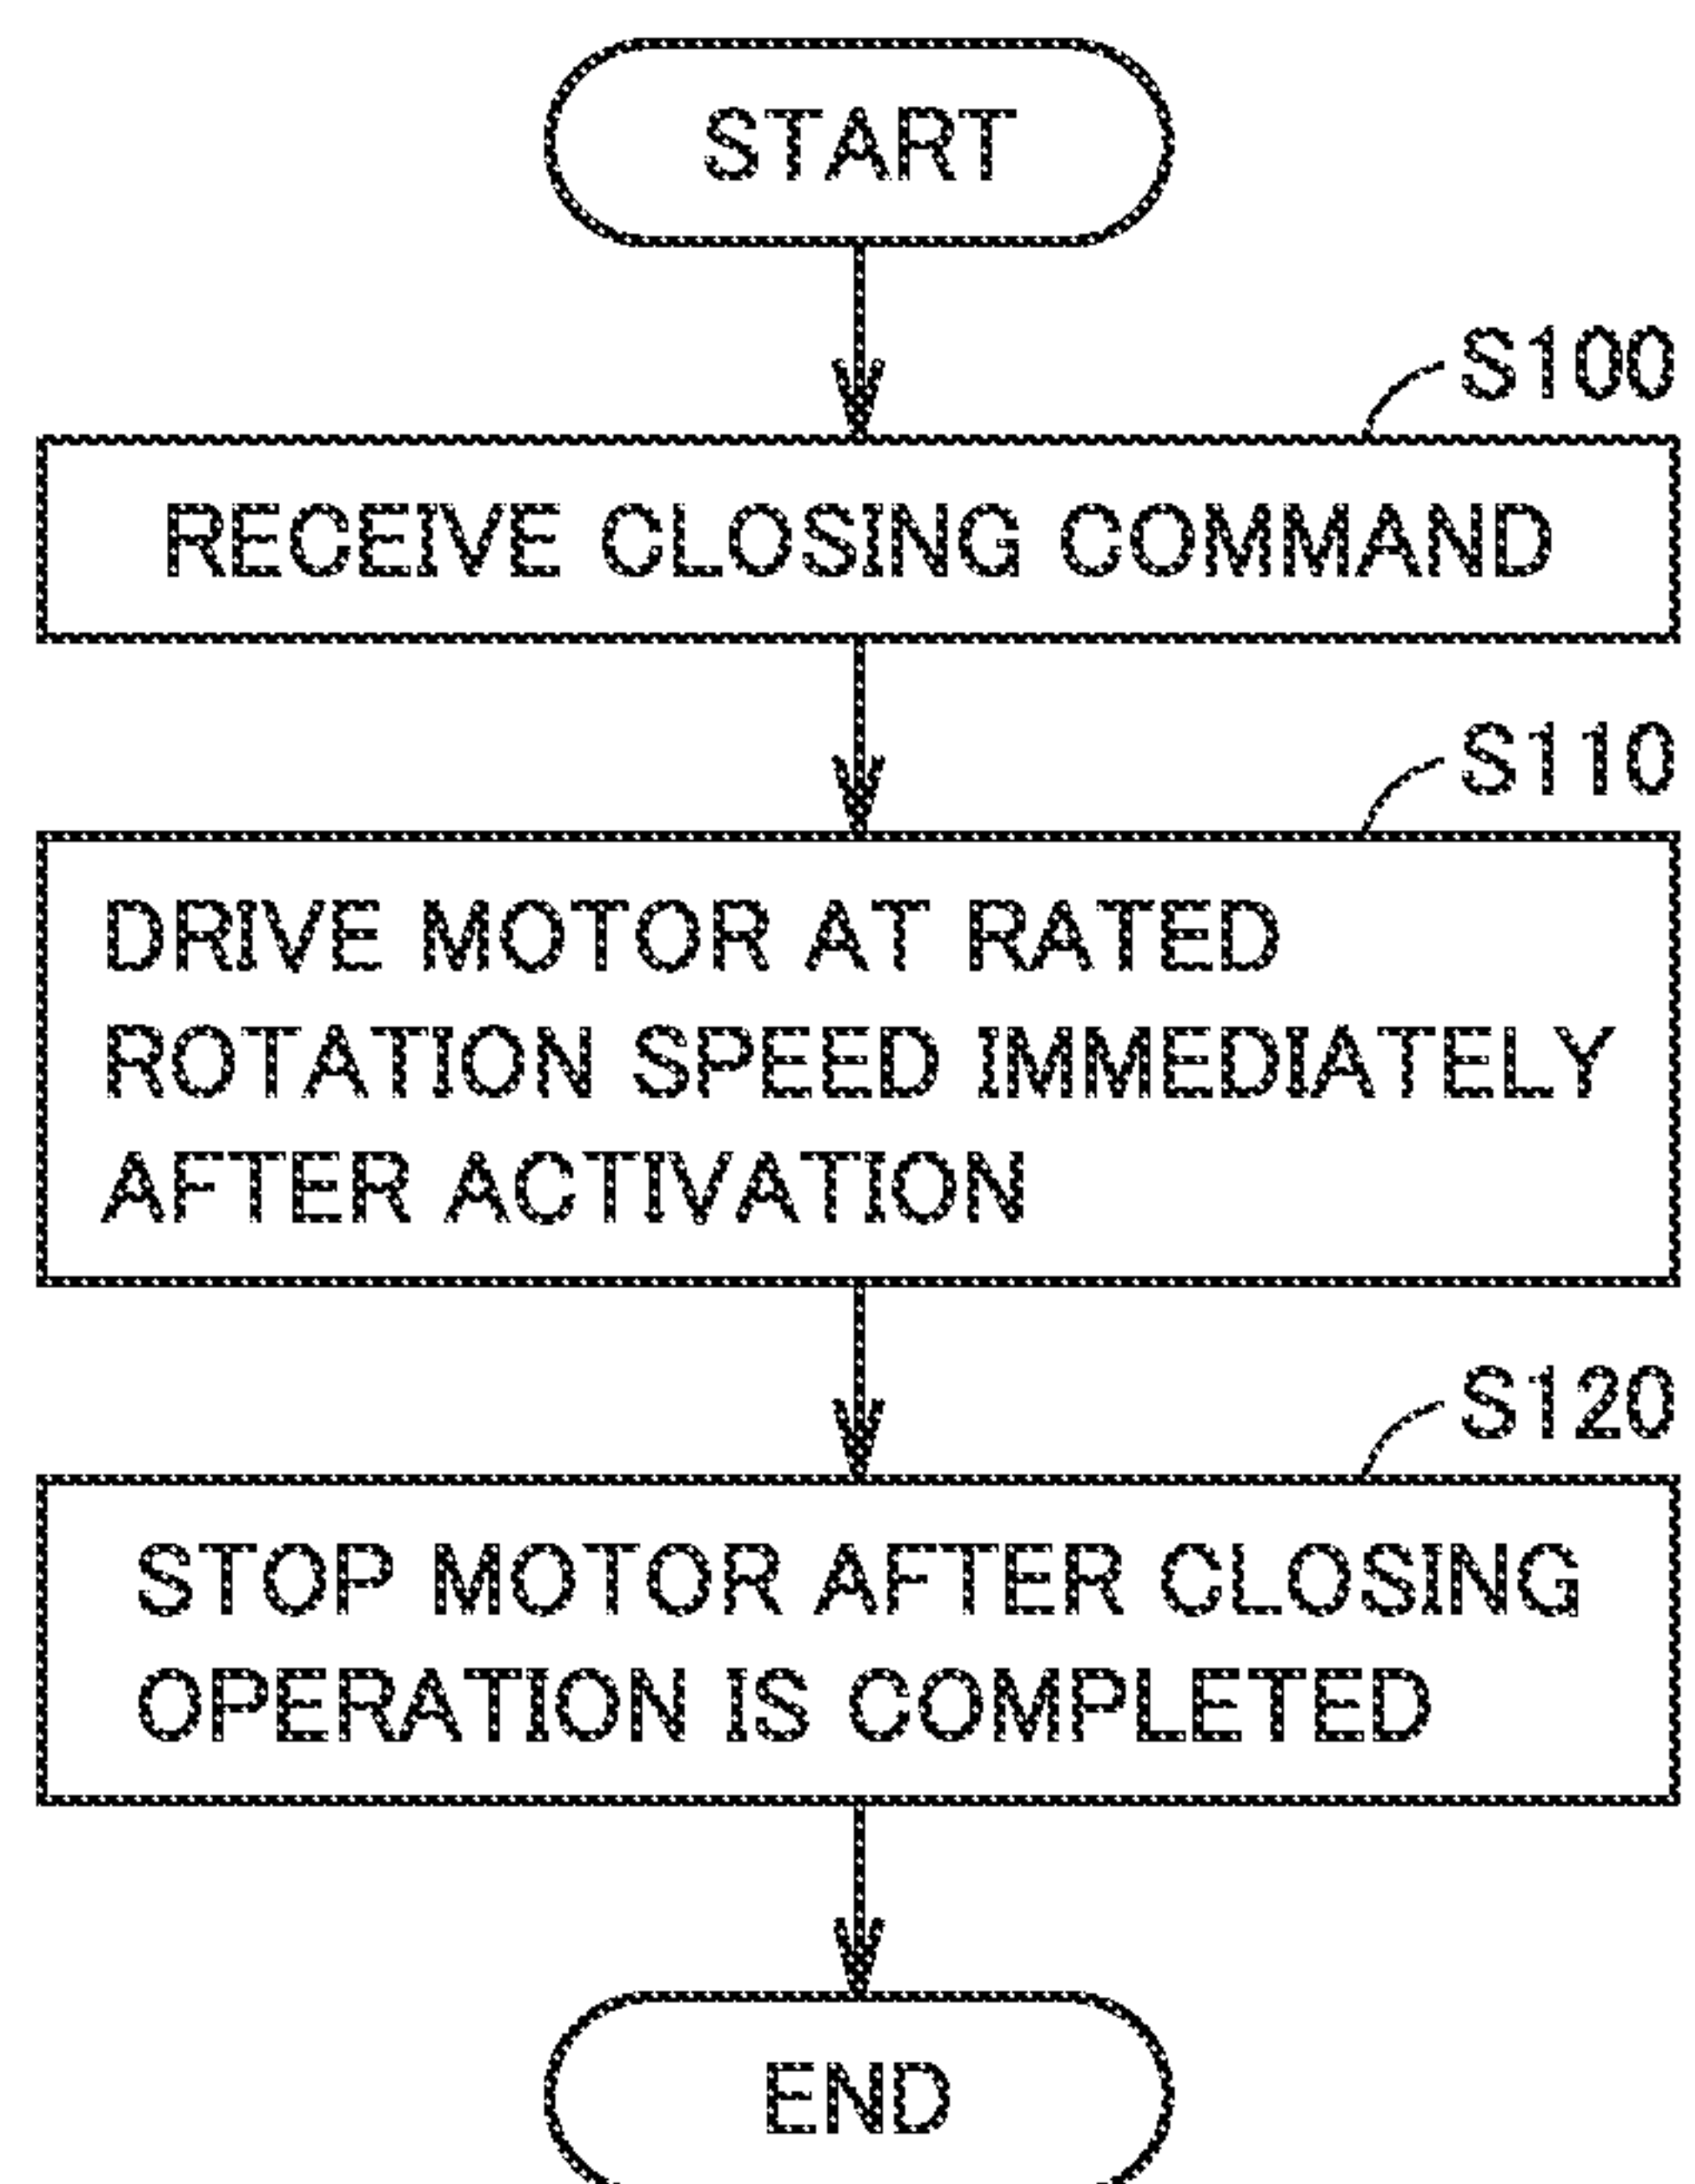 START
S100
RECEIVE CLOSING COMMAND
S110
DRIVE MOTOR AT RATED
ROTATION SPEED IMMEDIATELY
AFTER ACTIVATION
S120
STOP MOTOR AFTER CLOSING
OPERATION IS COMPLETED
END